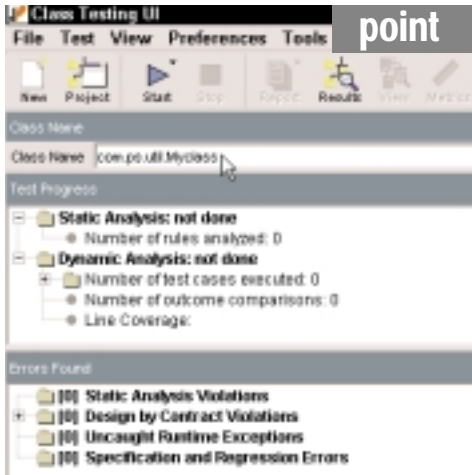 Class Testing UI
point
File Test View Preferences Tools
New Project Start Stop Report Results View Metrics
Class Name
Class Name com.ps.util.Myclass
Test Progress
Static Analysis: not done
Number of rules analyzed: 0
Dynamic Analysis: not done
Number of test cases executed: 0
Number of outcome comparisons: 0
Line Coverage:
Errors Found
[0] Static Analysis Violations
[0] Design by Contract Violations
[0] Uncaught Runtime Exceptions
[0] Specification and Regression Errors